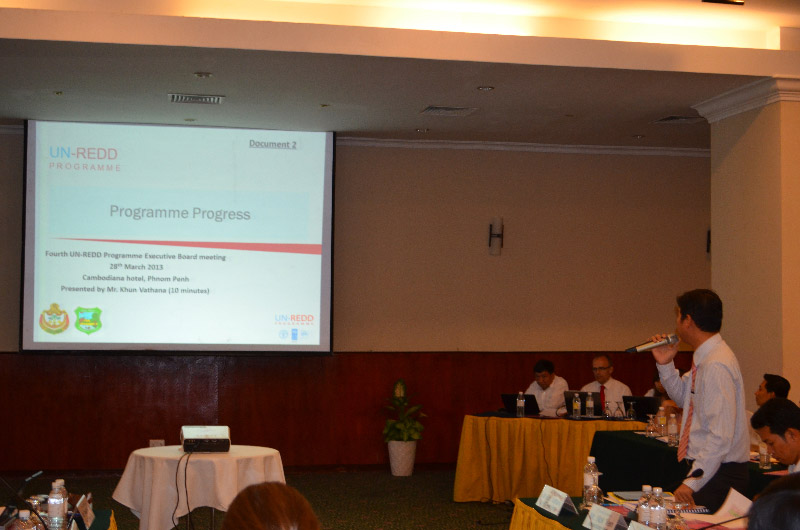 Document 2
UN-REDD
PROGRAMME
Programme Progress
Fourth UN-REDD Programme Executive Board meeting
28th March 2013
Cambodiana hotel, Phnom Penh
Presented by Mr. Khun Vathana (10 minutes)
UN-REDD
PROGRAMME